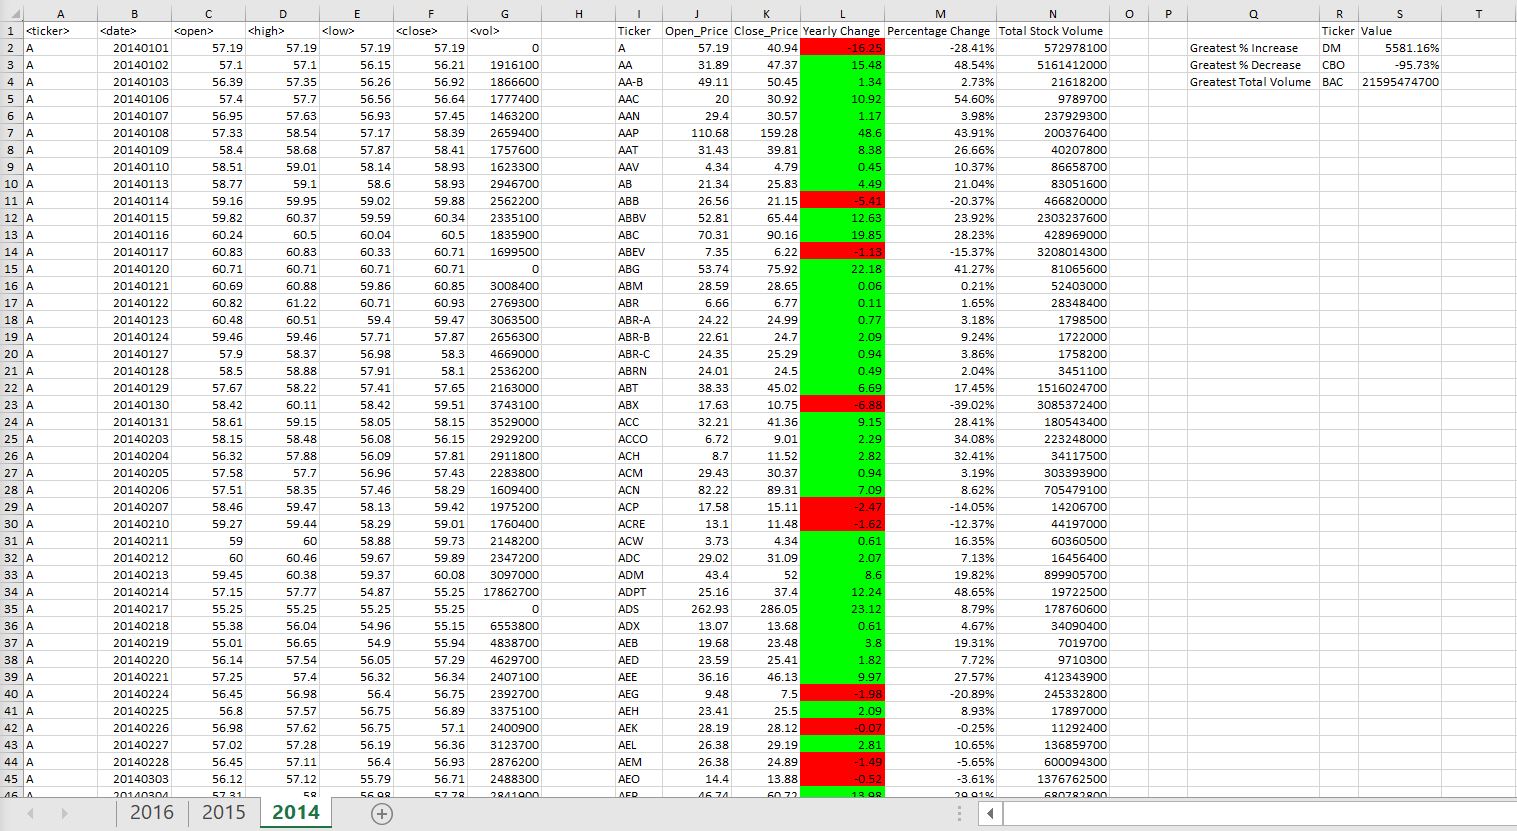 A B C D E F G H I J K L M N O P Q R S T
1 <ticker> <date> <open> <high> <low> <close> <vol> Ticker Open_Price Close_Price Yearly Change Percentage Change Total Stock Volume Ticker Value
2 A 20140101 57.19 57.19 57.19 57.19 0 A 57.19 40.94 -16.25 -28.41% 572978100 Greatest % Increase DM 5581.16%
3 A 20140102 57.1 57.1 56.15 56.21 1916100 AA 31.89 47.37 15.48 48.54% 5161412000 Greatest % Decrease CBO -95.73%
4 A 20140103 56.39 57.35 56.26 56.92 1866600 AA-B 49.11 50.45 1.34 2.73% 21618200 Greatest Total Volume BAC 21595474700
5 A 20140106 57.4 57.7 56.56 56.64 1777400 AAC 20 30.92 10.92 54.60% 9789700
6 A 20140107 56.95 57.63 56.93 57.45 1463200 AAN 29.4 30.57 1.17 3.98% 237929300
7 A 20140108 57.33 58.54 57.17 58.39 2659400 AAP 110.68 159.28 48.6 43.91% 200376400
8 A 20140109 58.4 58.68 57.87 58.41 1757600 AAT 31.43 39.81 8.38 26.66% 40207800
9 A 20140110 58.51 59.01 58.14 58.93 1623300 AAV 4.34 4.79 0.45 10.37% 86658700
10 A 20140113 58.77 59.1 58.6 58.93 2946700 AB 21.34 25.83 4.49 21.04% 83051600
11 A 20140114 59.16 59.95 59.02 59.88 2562200 ABB 26.56 21.15 -5.41 -20.37% 466820000
12 A 20140115 59.82 60.37 59.59 60.34 2335100 ABBV 52.81 65.44 12.63 23.92% 2303237600
13 A 20140116 60.24 60.5 60.04 60.5 1835900 ABC 70.31 90.16 19.85 28.23% 428969000
14 A 20140117 60.83 60.83 60.33 60.71 1699500 ABEV 7.35 6.22 -1.13 -15.37% 3208014300
15 A 20140120 60.71 60.71 60.71 60.71 0 ABG 53.74 75.92 22.18 41.27% 81065600
16 A 20140121 60.69 60.88 59.86 60.85 3008400 ABM 28.59 28.65 0.06 0.21% 52403000
17 A 20140122 60.82 61.22 60.71 60.93 2769300 ABR 6.66 6.77 0.11 1.65% 28348400
18 A 20140123 60.48 60.51 59.4 59.47 3063500 ABR-A 24.22 24.99 0.77 3.18% 1798500
19 A 20140124 59.46 59.46 57.71 57.87 2656300 ABR-B 22.61 24.7 2.09 9.24% 1722000
20 A 20140127 57.9 58.37 56.98 58.3 4669000 ABR-C 24.35 25.29 0.94 3.86% 1758200
21 A 20140128 58.5 58.88 57.91 58.1 2536200 ABRN 24.01 24.5 0.49 2.04% 3451100
22 A 20140129 57.67 58.22 57.41 57.65 2163000 ABT 38.33 45.02 6.69 17.45% 1516024700
23 A 20140130 58.42 60.11 58.42 59.51 3743100 ABX 17.63 10.75 -6.88 -39.02% 3085372400
24 A 20140131 58.61 59.15 58.05 58.15 3529000 ACC 32.21 41.36 9.15 28.41% 180543400
25 A 20140203 58.15 58.48 56.08 56.15 2929200 ACCO 6.72 9.01 2.29 34.08% 223248000
26 A 20140204 56.32 57.88 56.09 57.81 2911800 ACH 8.7 11.52 2.82 32.41% 34117500
27 A 20140205 57.58 57.7 56.96 57.43 2283800 ACM 29.43 30.37 0.94 3.19% 303393900
28 A 20140206 57.51 58.35 57.46 58.29 1609400 ACN 82.22 89.31 7.09 8.62% 705478100
29 A 20140207 58.46 59.47 58.13 59.42 1975200 ACP 17.58 15.11 -2.47 -14.05% 14206700
30 A 20140210 59.27 59.44 58.29 59.01 1760400 ACRE 13.1 11.48 -1.62 -12.37% 44197000
31 A 20140211 59 60 58.88 59.73 2148200 ACW 3.73 4.34 0.61 16.35% 60360500
32 A 20140212 60 60.46 59.67 59.89 2347200 ADC 29.02 31.09 2.07 7.13% 16456400
33 A 20140213 59.45 60.38 59.37 60.08 3097000 ADM 43.4 52 8.6 19.82% 899905700
34 A 20140214 57.15 57.77 54.87 55.25 17862700 ADPT 25.16 37.4 12.24 48.65% 19722500
35 A 20140217 55.25 55.25 55.25 55.25 0 ADS 262.93 286.05 23.12 8.79% 178760600
36 A 20140218 55.38 56.04 54.96 55.15 6553800 ADX 13.07 13.68 0.61 4.67% 34090400
37 A 20140219 55.01 56.65 54.9 55.94 4838700 AEB 19.68 23.48 3.8 19.31% 7019700
38 A 20140220 56.14 57.54 56.05 57.29 4629700 AED 23.59 25.41 1.82 7.72% 9710300
39 A 20140221 57.25 57.4 56.32 56.34 2407100 AEE 36.16 46.13 9.97 27.57% 412343900
40 A 20140224 56.45 56.98 56.4 56.75 2392700 AEG 9.48 7.5 -1.98 -20.89% 245332800
41 A 20140225 56.8 57.57 56.75 56.89 3375100 AEH 23.41 25.5 2.09 8.93% 17897000
42 A 20140226 56.98 57.62 56.75 57.1 2400900 AEK 28.19 28.12 -0.07 -0.25% 11292400
43 A 20140227 57.02 57.28 56.19 56.36 3123700 AEL 26.38 29.19 2.81 10.65% 136859700
44 A 20140228 56.45 57.11 56.4 56.93 2876200 AEM 26.38 24.89 -1.49 -5.65% 600094300
45 A 20140303 56.12 57.12 55.79 56.71 2488300 AEO 14.4 13.88 -0.52 -3.61% 1376762500
46 A 20140304 57.31 58 56.98 57.78 2841900 AEP 46.74 60.72 13.98 29.91% 680782800
2016 2015 2014